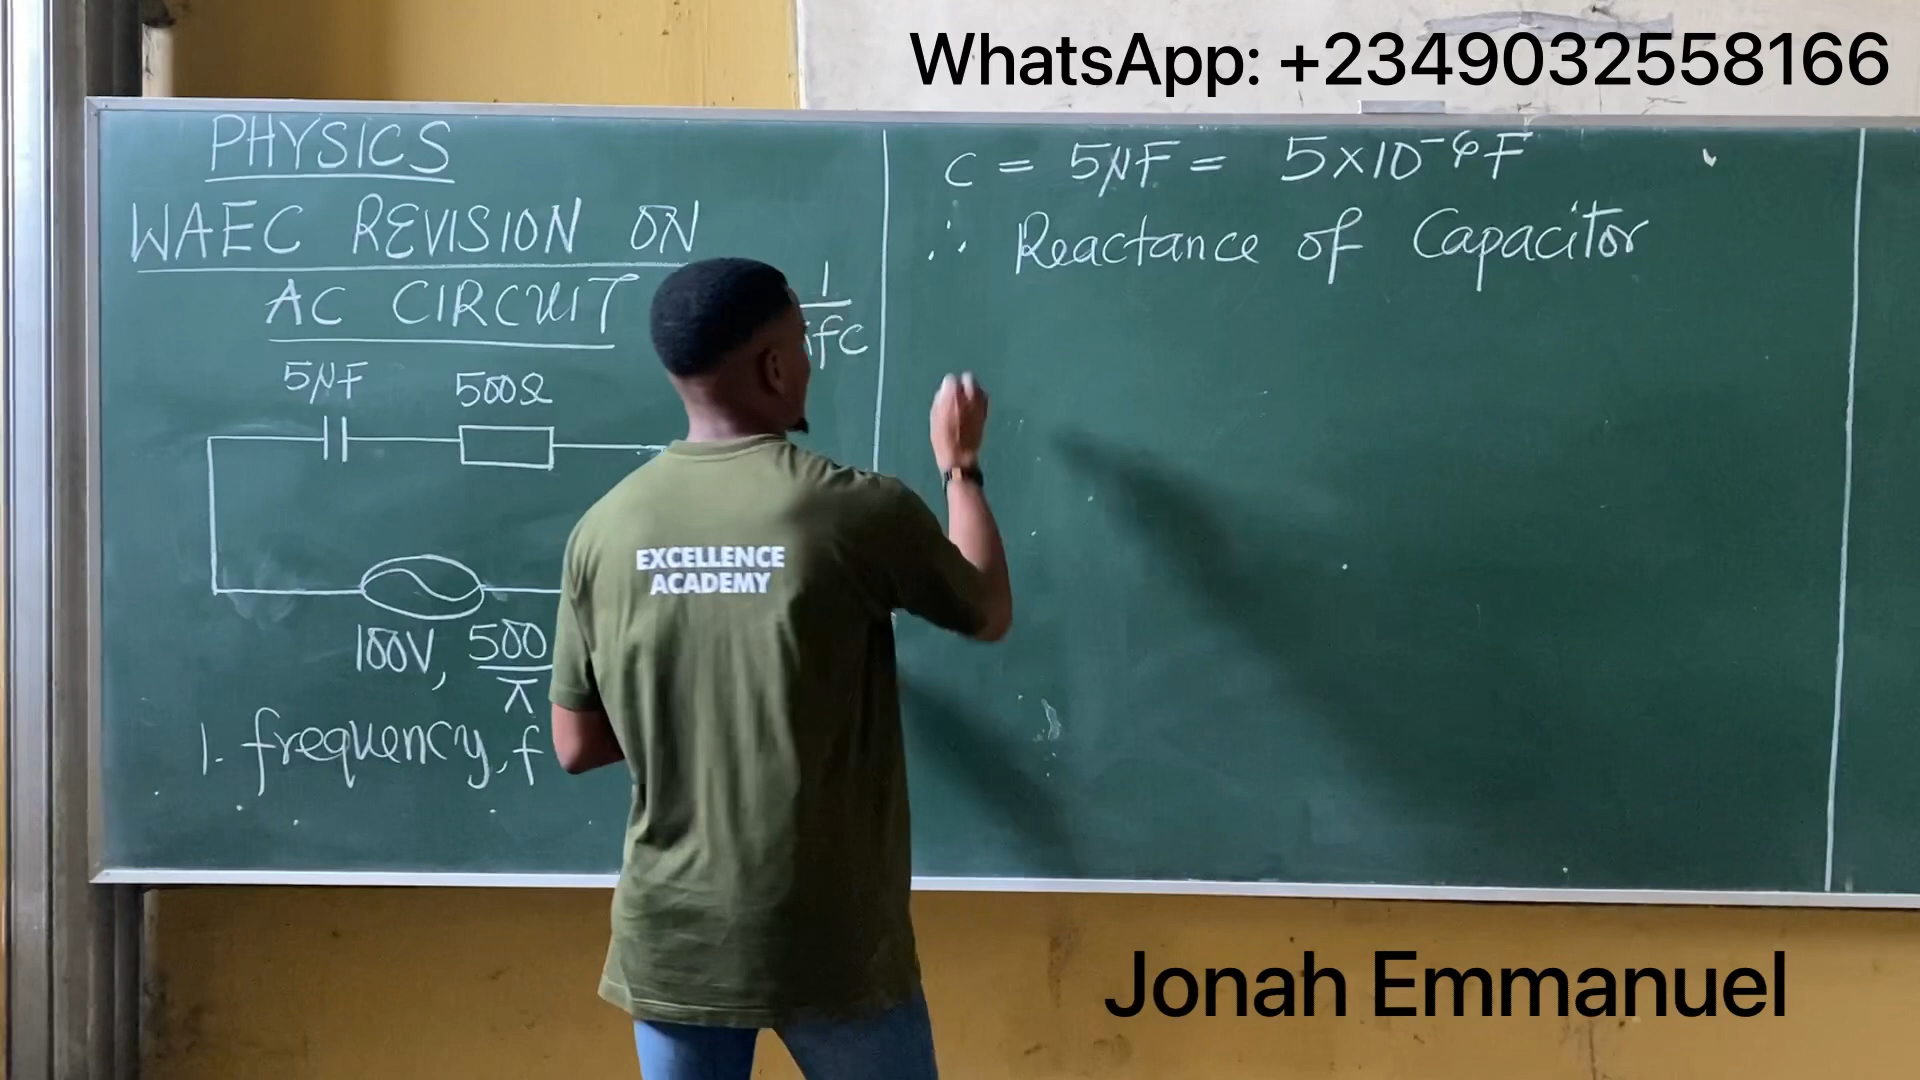 WhatsApp: +2349032558166
PHYSICS
WAEC REVISION ON
AC CIRCUIT
1
fC
5μF 500Ω
100V, 500
π
1. frequency, f
C = 5μF = 5×10⁻⁶F
∴ Reactance of Capacitor
EXCELLENCE
ACADEMY
Jonah Emmanuel